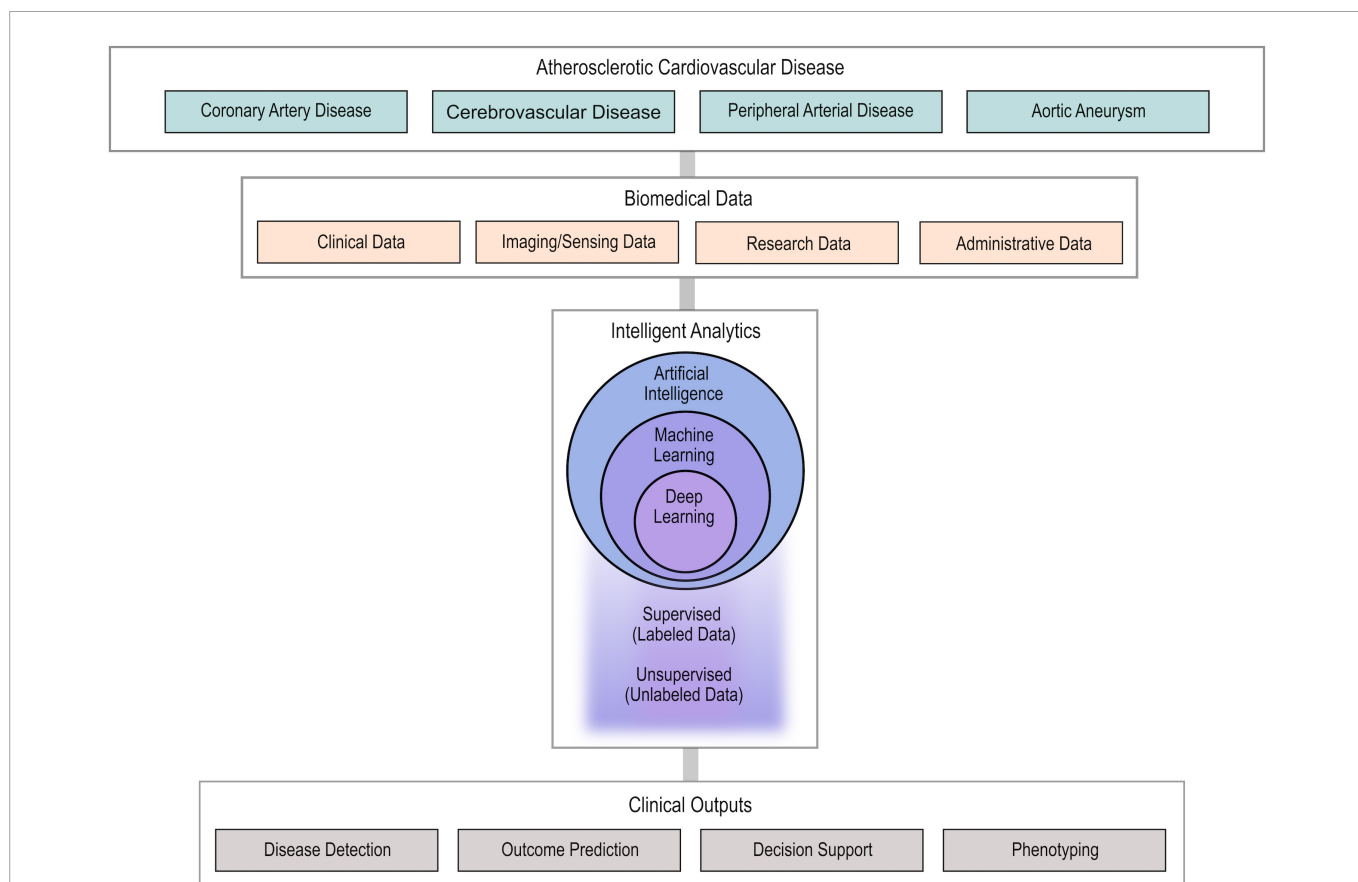 Atherosclerotic Cardiovascular Disease
Coronary Artery Disease
Cerebrovascular Disease
Peripheral Arterial Disease
Aortic Aneurysm
Biomedical Data
Clinical Data
Imaging/Sensing Data
Research Data
Administrative Data
Intelligent Analytics
Artificial
Intelligence
Machine
Learning
Deep
Learning
Supervised
(Labeled Data)
Unsupervised
(Unlabeled Data)
Clinical Outputs
Disease Detection
Outcome Prediction
Decision Support
Phenotyping